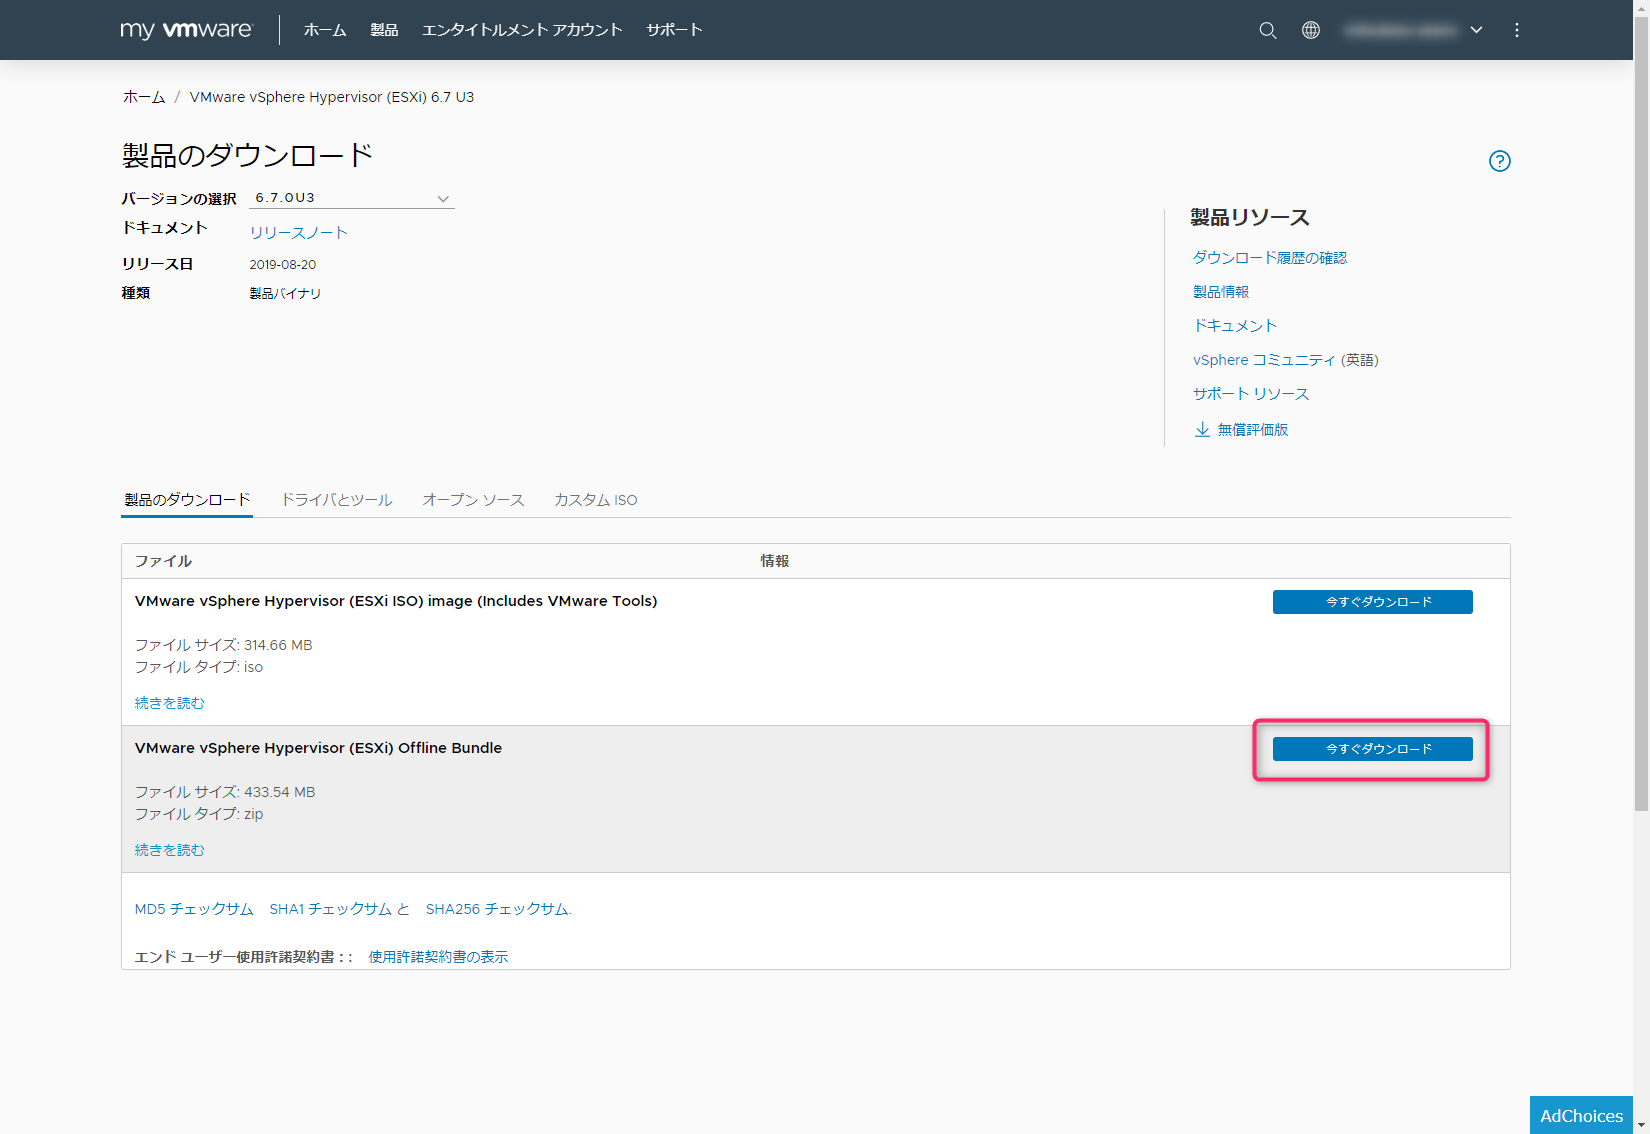 my vmware ホーム 製品 エンタイトルメント アカウント サポート
ホーム / VMware vSphere Hypervisor (ESXi) 6.7 U3
製品のダウンロード
バージョンの選択 6.7.0U3
ドキュメント リリースノート
リリース日 2019-08-20
種類 製品バイナリ
製品リソース
ダウンロード履歴の確認
製品情報
ドキュメント
vSphere コミュニティ (英語)
サポート リソース
無償評価版
製品のダウンロード ドライバとツール オープン ソース カスタム ISO
ファイル 情報
VMware vSphere Hypervisor (ESXi ISO) image (Includes VMware Tools) 今すぐダウンロード
ファイル サイズ: 314.66 MB
ファイル タイプ: iso
続きを読む
VMware vSphere Hypervisor (ESXi) Offline Bundle 今すぐダウンロード
ファイル サイズ: 433.54 MB
ファイル タイプ: zip
続きを読む
MD5 チェックサム SHA1 チェックサム と SHA256 チェックサム.
エンド ユーザー使用許諾契約書 : : 使用許諾契約書の表示
AdChoices